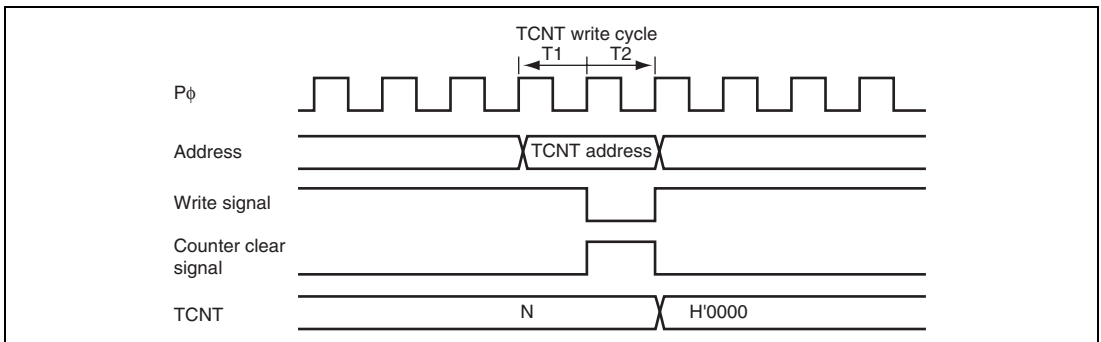 TCNT write cycle
T1 T2
Pϕ
Address
TCNT address
Write signal
Counter clear
signal
TCNT
N
H'0000